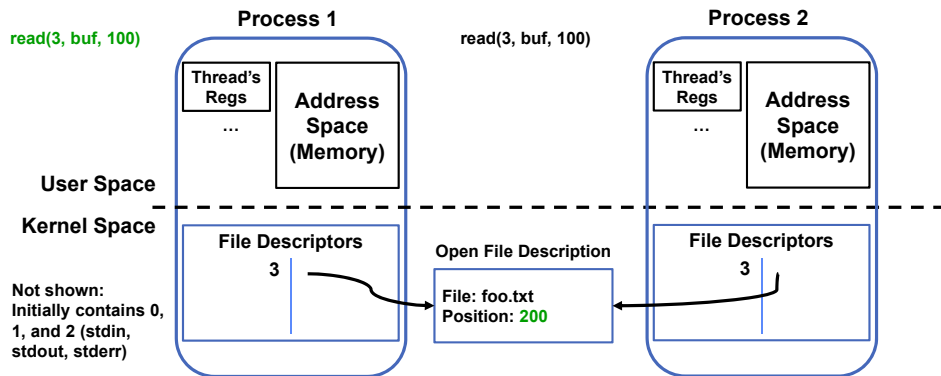 Process 1
Process 2
read(3, buf, 100)
read(3, buf, 100)
Thread's
Regs
...
Address
Space
(Memory)
Thread's
Regs
...
Address
Space
(Memory)
User Space
Kernel Space
File Descriptors
3
Open File Description
File: foo.txt
Position: 200
File Descriptors
3
Not shown:
Initially contains 0,
1, and 2 (stdin,
stdout, stderr)